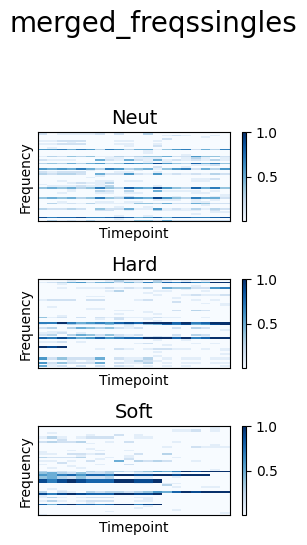 merged_freqssingles
Neut
1.0
0.5
Frequency
Timepoint
Hard
1.0
0.5
Frequency
Timepoint
Soft
1.0
0.5
Frequency
Timepoint